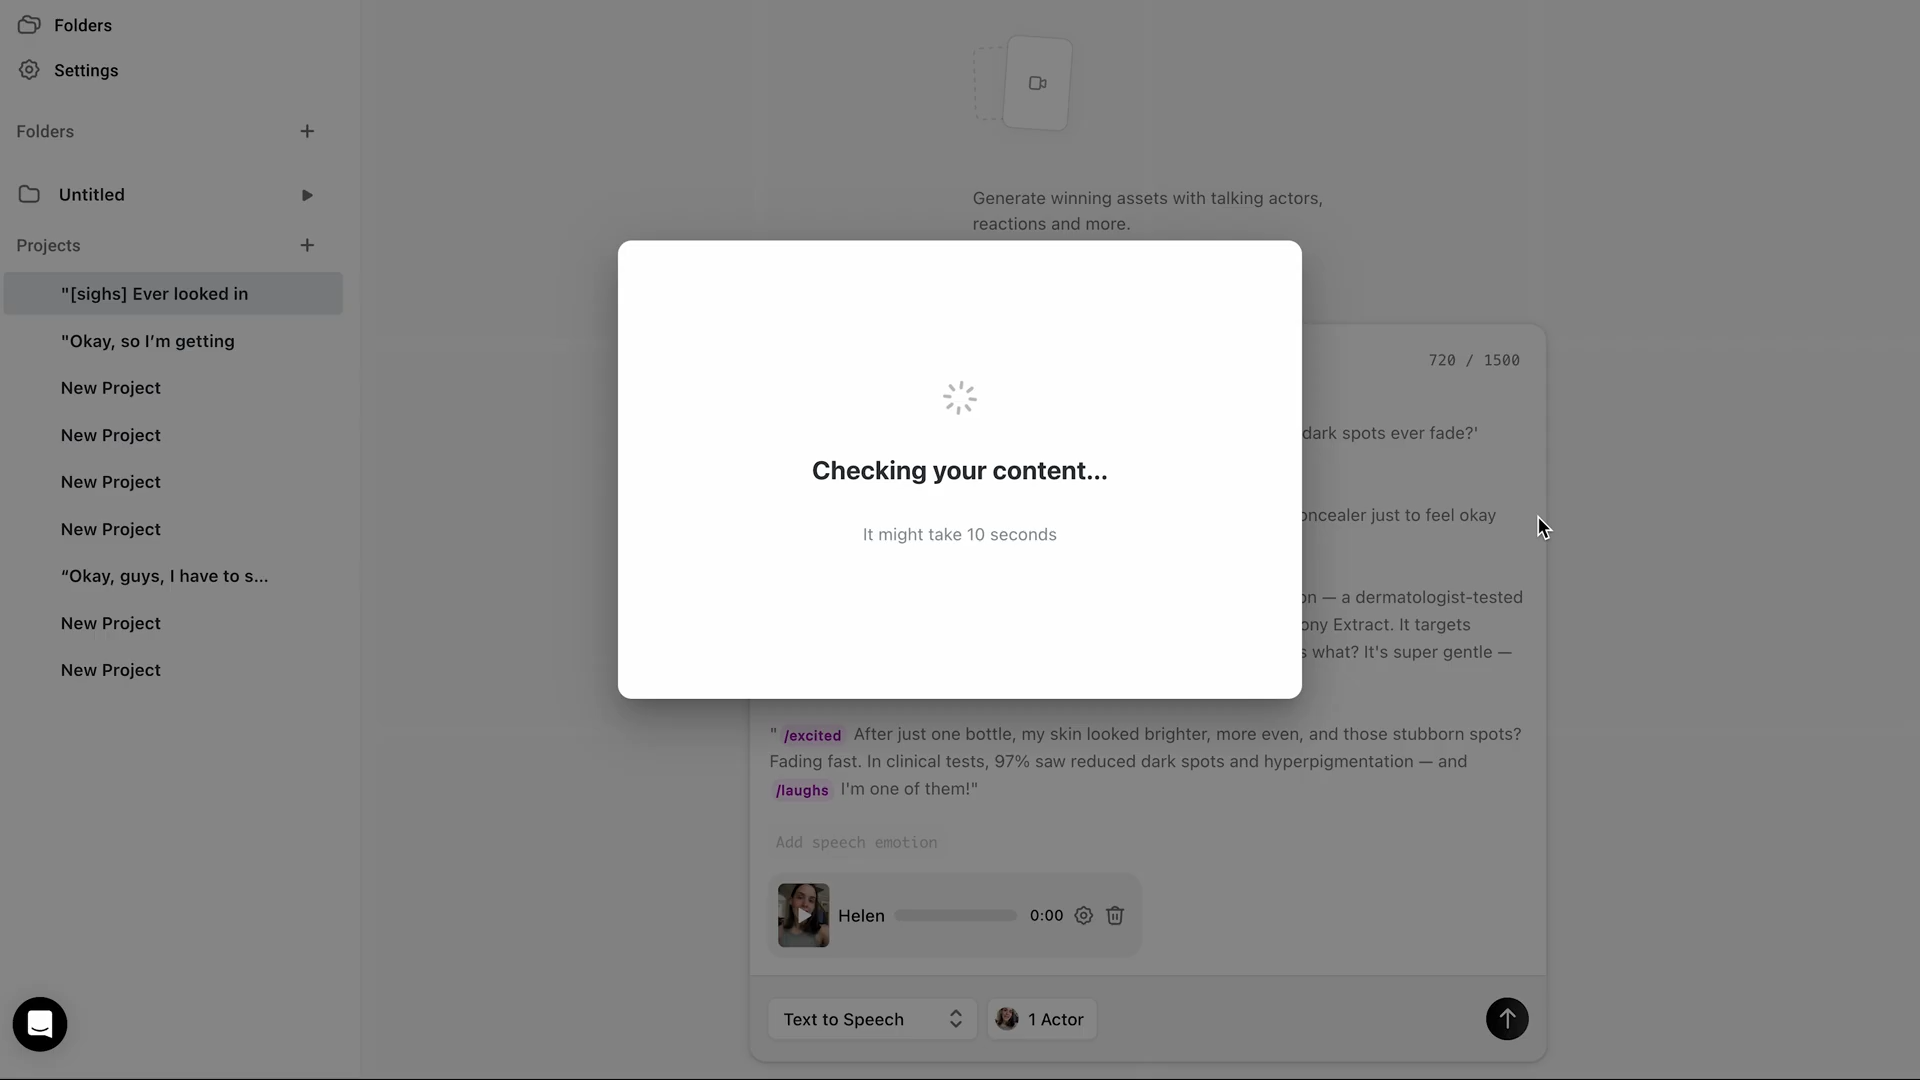 Folders
Settings
Folders
Untitled
Projects
"[sighs] Ever looked in
"Okay, so I’m getting
New Project
New Project
New Project
New Project
“Okay, guys, I have to s...
New Project
New Project
Generate winning assets with talking actors,
reactions and more.
720 / 1500
dark spots ever fade?'
oncealer just to feel okay
on — a dermatologist-tested
ony Extract. It targets
s what? It's super gentle —
Checking your content...
It might take 10 seconds
" /excited After just one bottle, my skin looked brighter, more even, and those stubborn spots?
Fading fast. In clinical tests, 97% saw reduced dark spots and hyperpigmentation — and
/laughs I'm one of them!"
Add speech emotion
Helen 0:00
Text to Speech
1 Actor